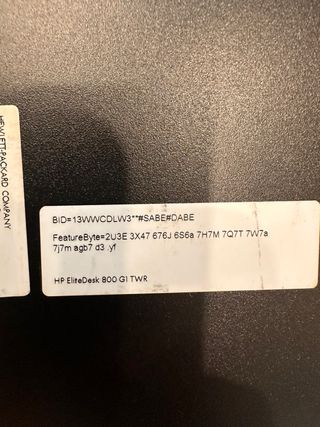 HEWLETT-PACKARD COMPANY
BID=13WWCDLW3**#SABE#DABE
FeatureByte=2U3E 3X47 676J 6S6a 7H7M 7Q7T 7W7a
7j7m agb7 d3 .yf
HP EliteDesk 800 G1 TWR